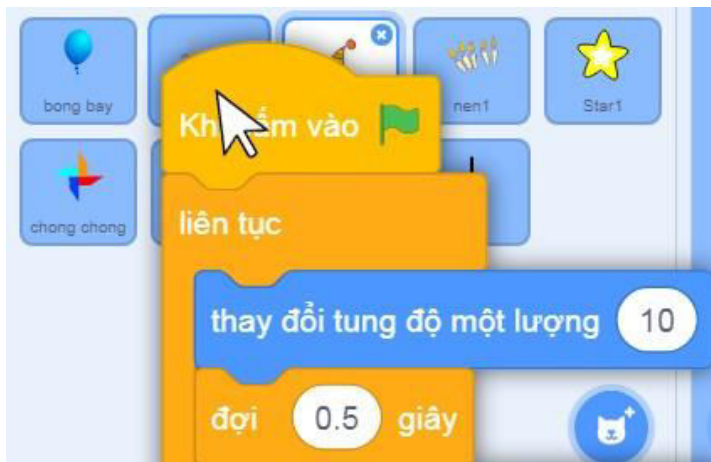 bong bay
nen1
Star1
vào
chong chong
liên tục
thay đổi tung độ một lượng 10
đợi 0.5 giây